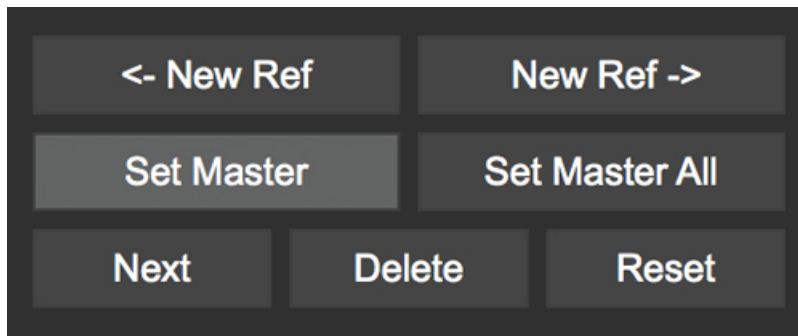 <- New Ref New Ref ->
Set Master Set Master All
Next Delete Reset